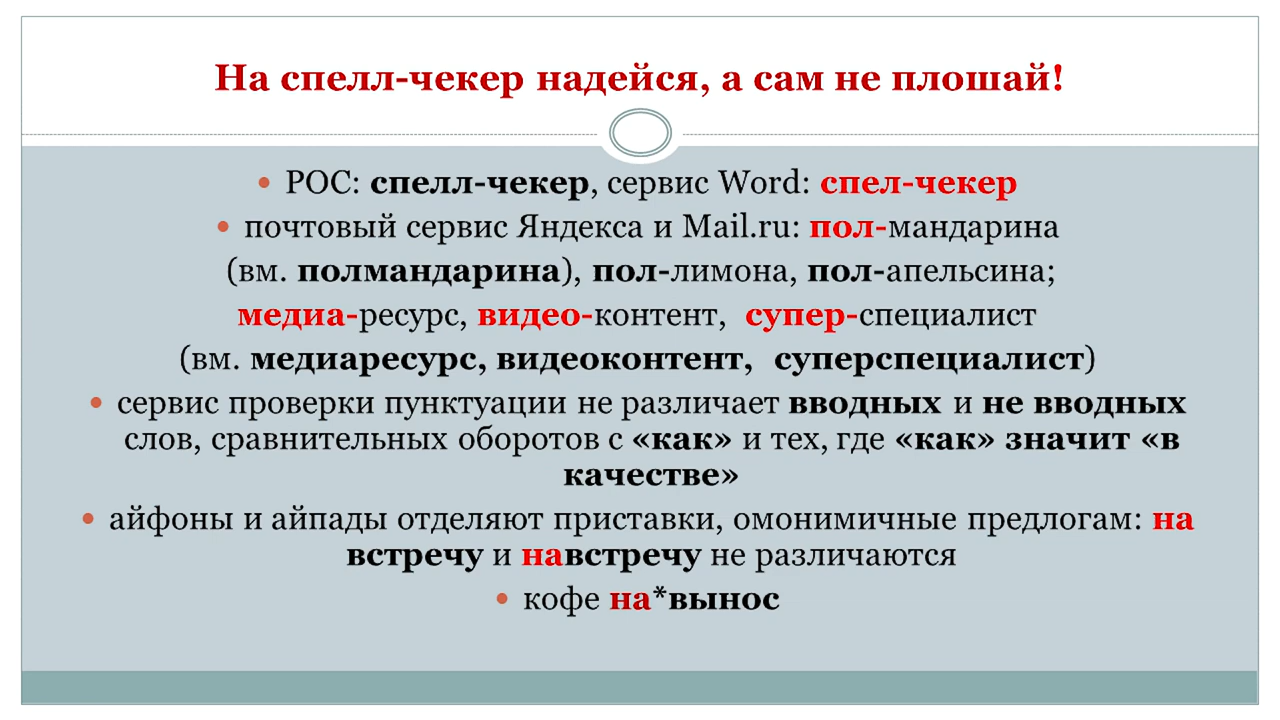 На спелл-чекер надейся, а сам не плошай!
• РОС: спелл-чекер, сервис Word: спел-чекер
• почтовый сервис Яндекса и Mail.ru: пол-мандарина
(вм. полмандарина), пол-лимона, пол-апельсина;
медиа-ресурс, видео-контент, супер-специалист
(вм. медиаресурс, видеоконтент, суперспециалист)
• сервис проверки пунктуации не различает вводных и не вводных
слов, сравнительных оборотов с «как» и тех, где «как» значит «в
качестве»
• айфоны и айпады отделяют приставки, омонимичные предлогам: на
встречу и навстречу не различаются
• кофе на*вынос